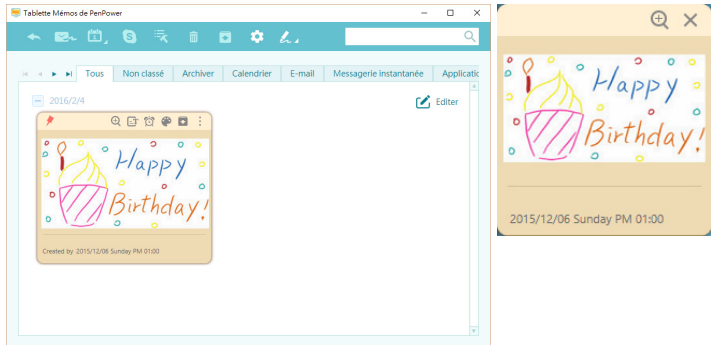 Tablette Mémos de PenPower
Tous Non classé Archiver Calendrier E-mail Messagerie instantanée Applicatic
2016/2/4
Editer
Happy
Birthday!
Created by 2015/12/06 Sunday PM 01:00
Happy
Birthday!
2015/12/06 Sunday PM 01:00